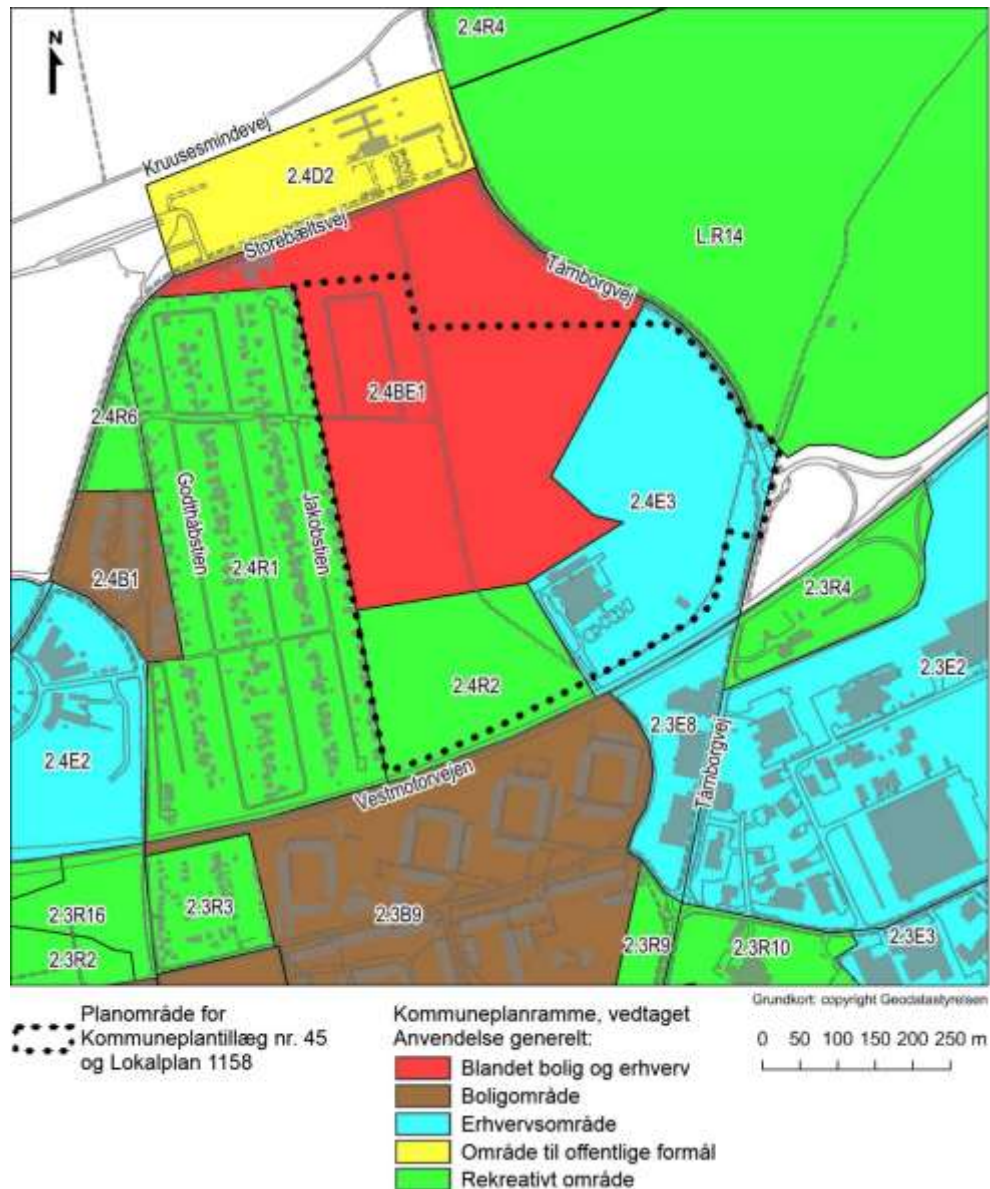 2.4R4
N
Kruusesmindevej
2.4D2
Storebæltsvej
L.R14
Tårnborgvej
2.4BE1
2.4R6
2.4E3
Godthåbstien
Jakobstien
2.4B1
2.4R1
2.3R4
2.4R2
2.3E2
2.3E8
2.4E2
Tårnborgvej
Vestmotorvejen
2.3R16
2.3R3
2.3B9
2.3R9
2.3R10
2.3E3
2.3R2
Grundkort: copyright Geodatastyrelsen
Planområde for
Kommuneplantillæg nr. 45
og Lokalplan 1158
Kommuneplanramme, vedtaget
Anvendelse generelt:
Blandet bolig og erhverv
Boligområde
Erhvervsområde
Område til offentlige formål
Rekreativt område
0 50 100 150 200 250 m